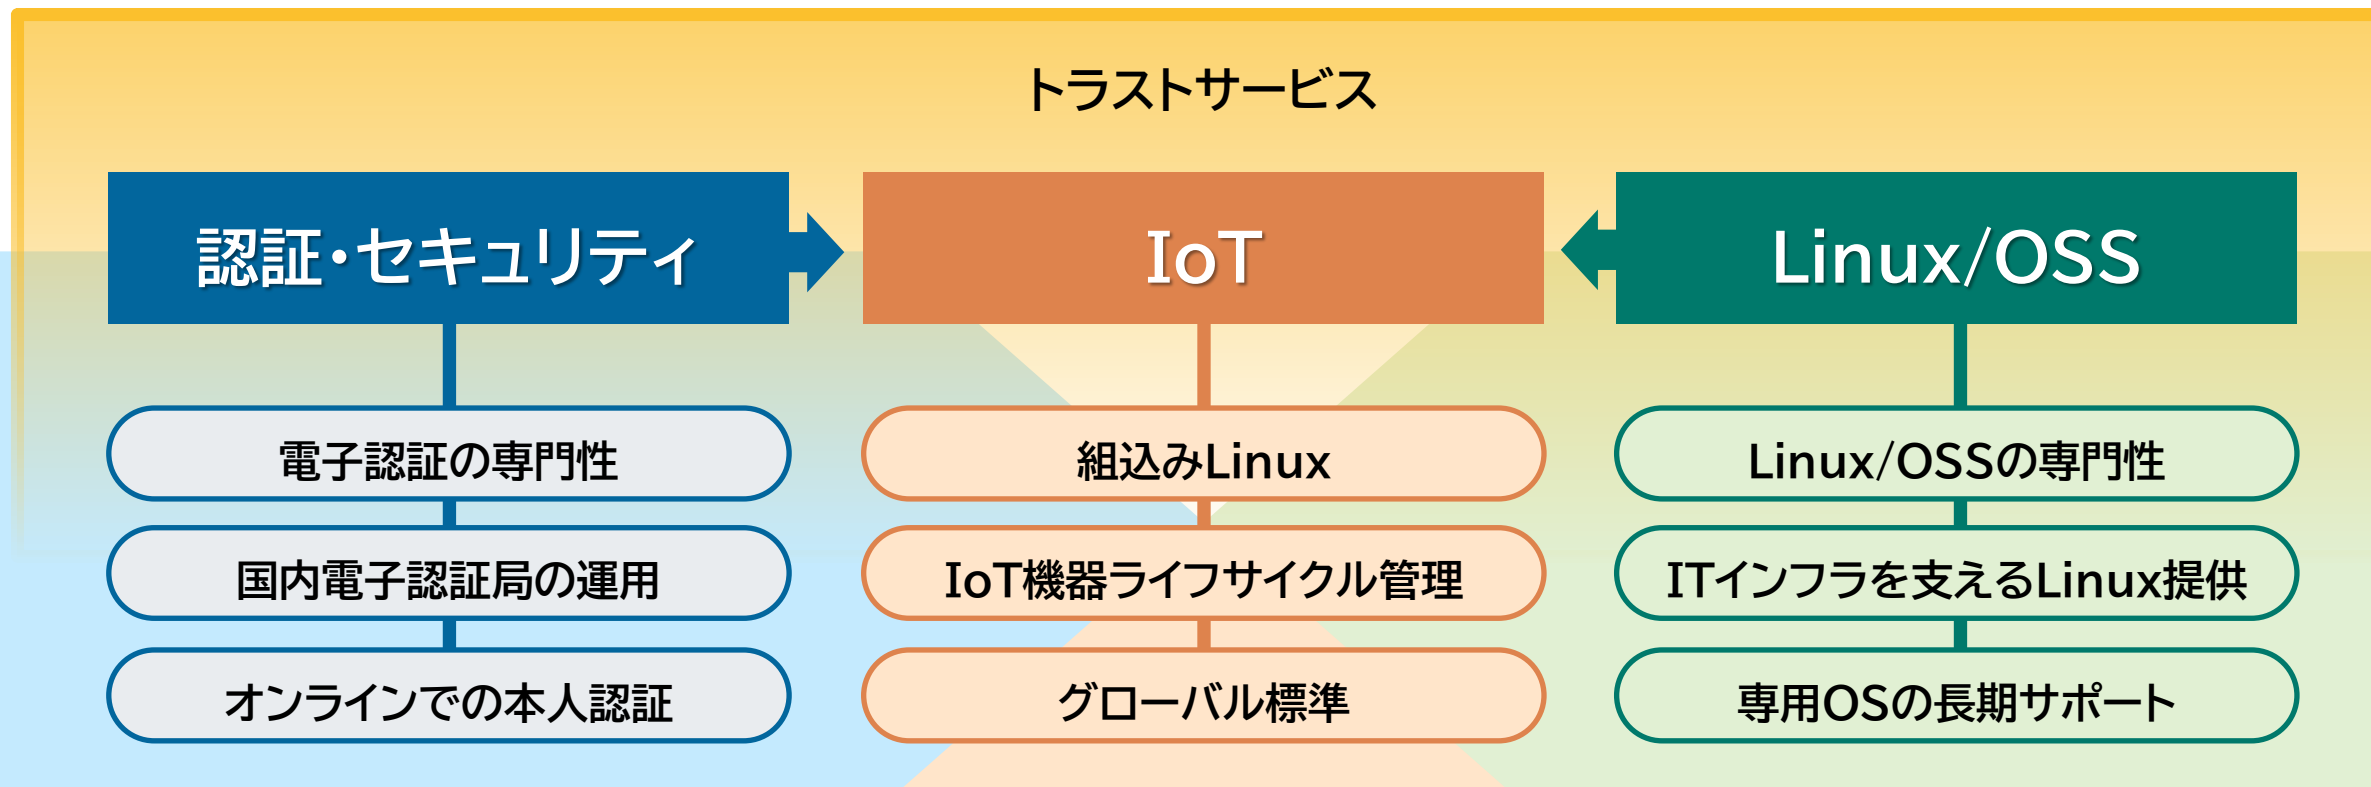 トラストサービス
認証・セキュリティ
IoT
Linux/OSS
電子認証の専門性
組込みLinux
Linux/OSSの専門性
国内電子認証局の運用
IoT機器ライフサイクル管理
ITインフラを支えるLinux提供
オンラインでの本人認証
グローバル標準
専用OSの長期サポート